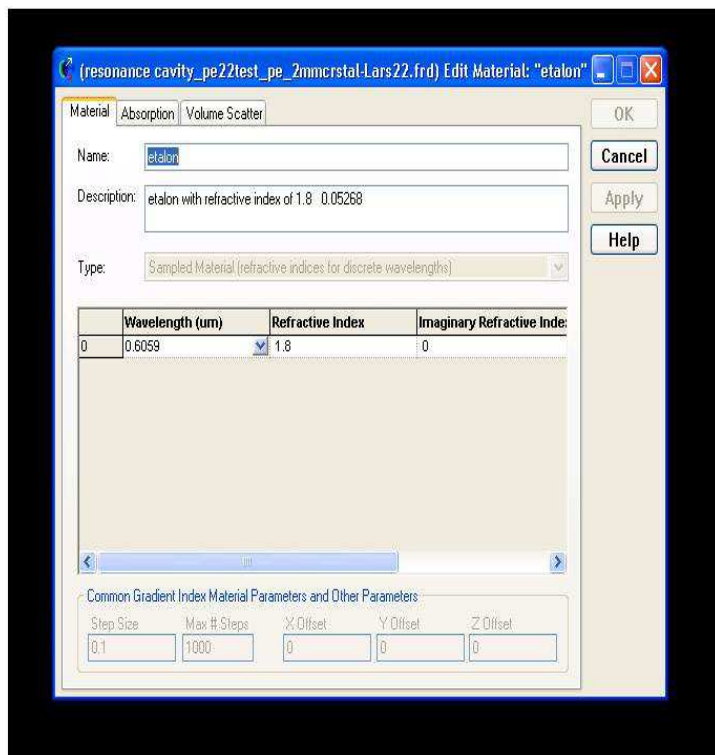 (resonance cavity_pe22test_pe_2mmcrstal-Lars22.frd) Edit Material: "etalon"
Material Absorption Volume Scatter
OK
Name: etalon
Cancel
Description: etalon with refractive index of 1.8 0.05268
Apply
Help
Type: Sampled Material (refractive indices for discrete wavelengths)
Wavelength (um) Refractive Index Imaginary Refractive Inde
0 0.6059 1.8 0
Common Gradient Index Material Parameters and Other Parameters
Step Size Max # Steps X Offset Y Offset Z Offset
0.1 1000 0 0 0